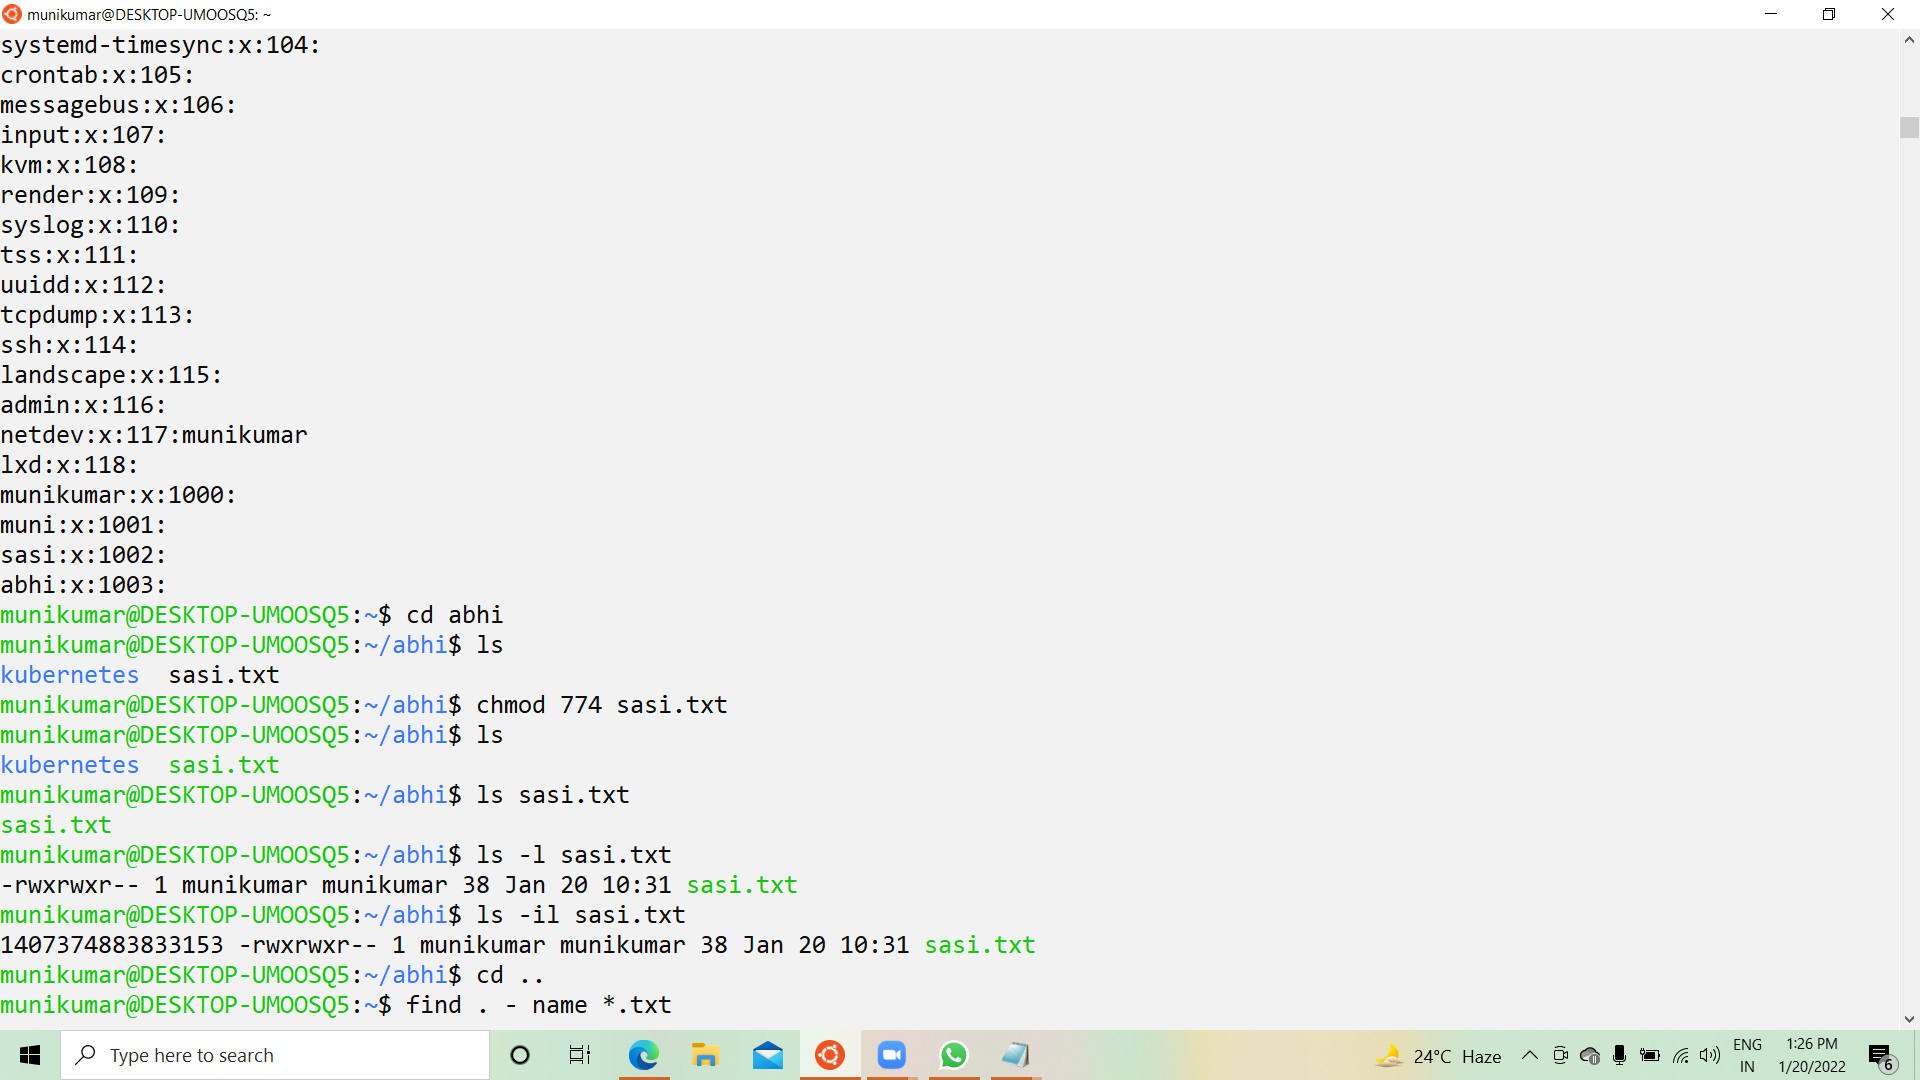 munikumar@DESKTOP-UMOOSQ5: ~
systemd-timesync:x:104:
crontab:x:105:
messagebus:x:106:
input:x:107:
kvm:x:108:
render:x:109:
syslog:x:110:
tss:x:111:
uuidd:x:112:
tcpdump:x:113:
ssh:x:114:
landscape:x:115:
admin:x:116:
netdev:x:117:munikumar
lxd:x:118:
munikumar:x:1000:
muni:x:1001:
sasi:x:1002:
abhi:x:1003:
munikumar@DESKTOP-UMOOSQ5:~$ cd abhi
munikumar@DESKTOP-UMOOSQ5:~/abhi$ ls
kubernetes  sasi.txt
munikumar@DESKTOP-UMOOSQ5:~/abhi$ chmod 774 sasi.txt
munikumar@DESKTOP-UMOOSQ5:~/abhi$ ls
kubernetes  sasi.txt
munikumar@DESKTOP-UMOOSQ5:~/abhi$ ls sasi.txt
sasi.txt
munikumar@DESKTOP-UMOOSQ5:~/abhi$ ls -l sasi.txt
-rwxrwxr-- 1 munikumar munikumar 38 Jan 20 10:31 sasi.txt
munikumar@DESKTOP-UMOOSQ5:~/abhi$ ls -il sasi.txt
1407374883833153 -rwxrwxr-- 1 munikumar munikumar 38 Jan 20 10:31 sasi.txt
munikumar@DESKTOP-UMOOSQ5:~/abhi$ cd ..
munikumar@DESKTOP-UMOOSQ5:~$ find . - name *.txt
Type here to search
24°C Haze
ENG
IN
1:26 PM
1/20/2022
6